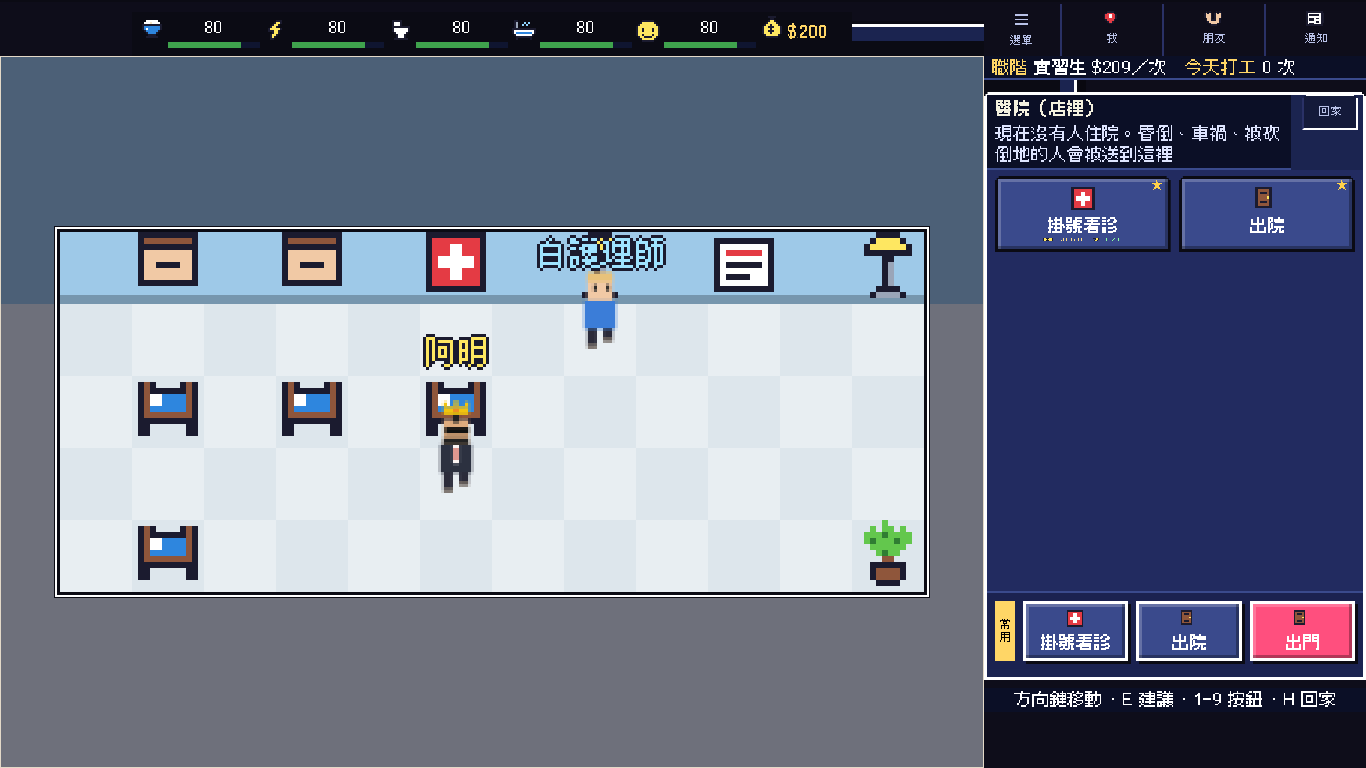 80 80 80 80 80 $200
選單 我 朋友 通知
職階 實習生 $209/次 今天打工 0 次
醫院（店裡）
回家
現在沒有人住院。昏倒、車禍、被砍
倒地的人會被送到這裡
掛號看診 出院
白護理師
阿明
常用
掛號看診 出院 出門
方向鍵移動 · E 建議 · 1-9 按鈕 · H 回家